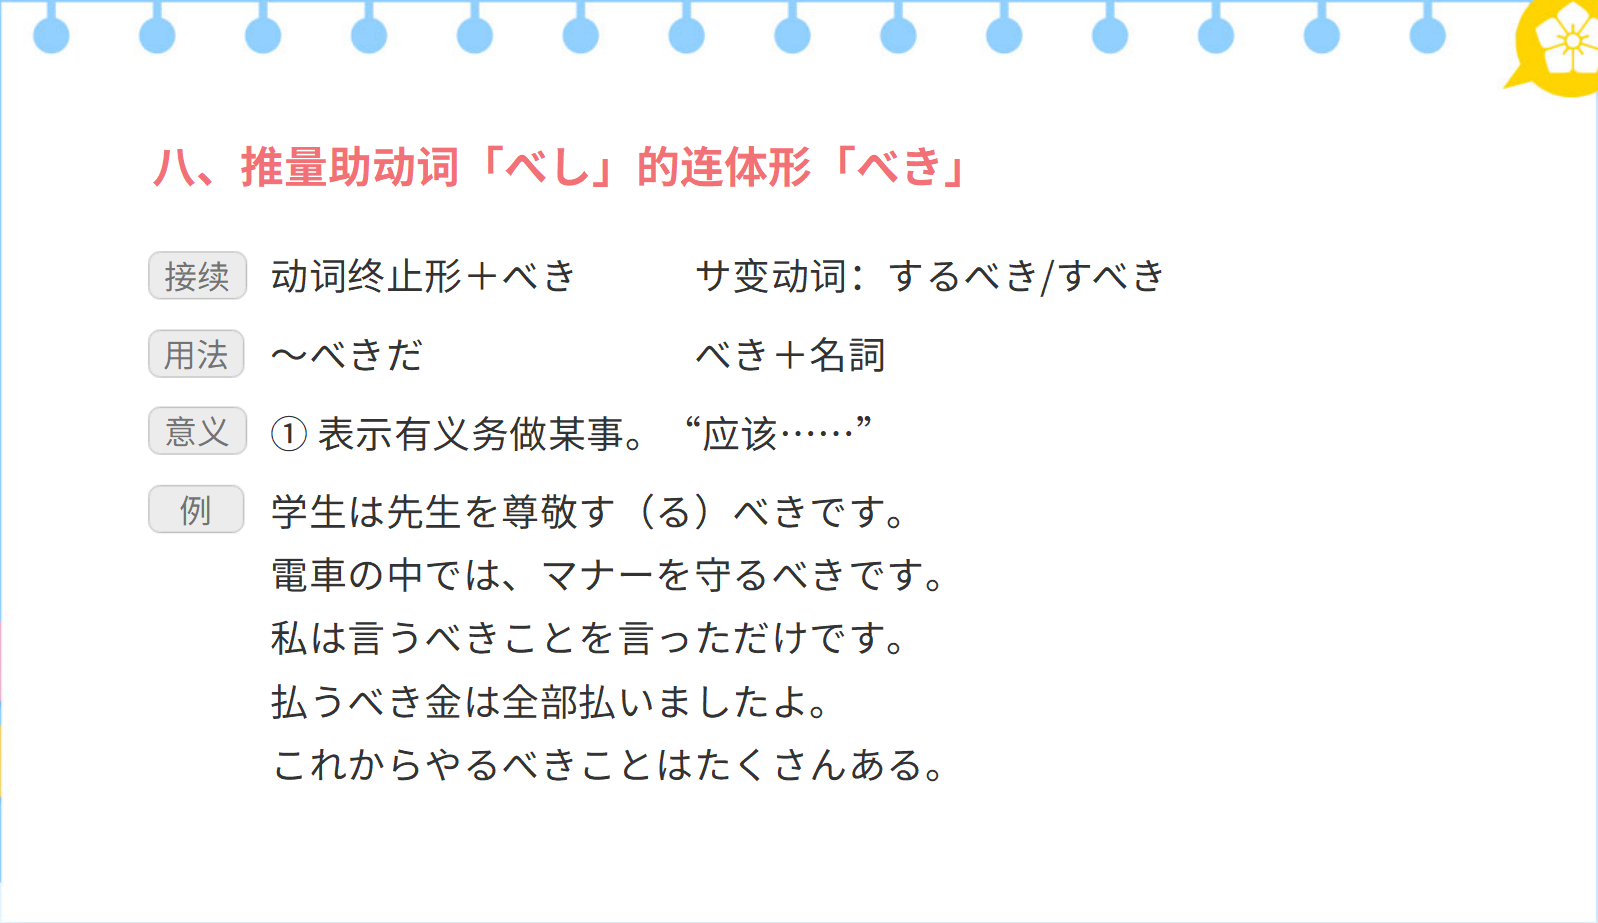 八、推量助动词「べし」的连体形「べき」
接续 动词终止形＋べき サ变动词：するべき/すべき
用法 ～べきだ べき＋名詞
意义 ① 表示有义务做某事。“应该……”
例 学生は先生を尊敬す（る）べきです。
電車の中では、マナーを守るべきです。
私は言うべきことを言っただけです。
払うべき金は全部払いましたよ。
これからやるべきことはたくさんある。